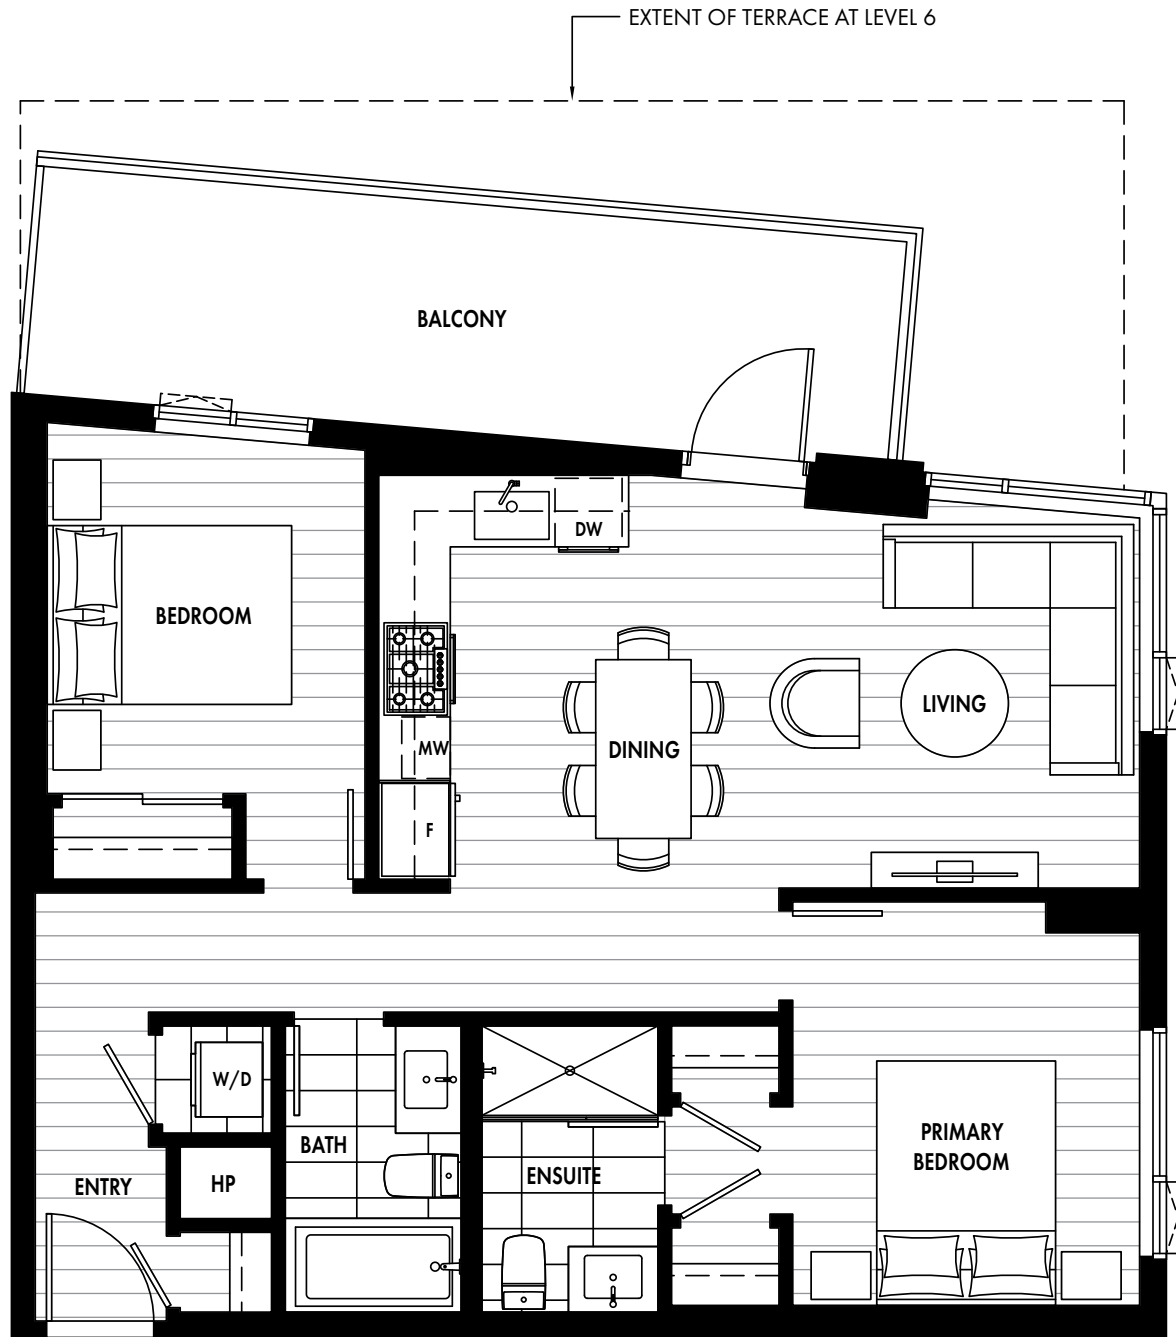 EXTENT OF TERRACE AT LEVEL 6
BALCONY
DW
BEDROOM
LIVING
MW
DINING
F
W/D
PRIMARY
BEDROOM
BATH
ENSUITE
HP
ENTRY